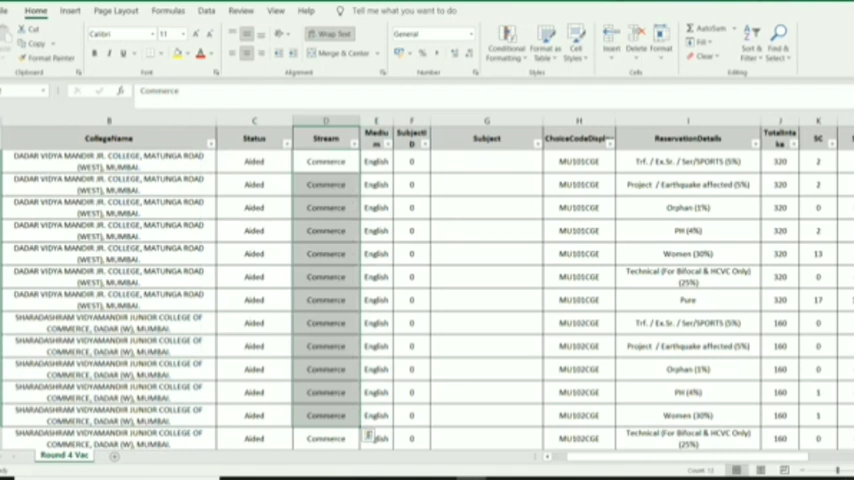 Home Insert Page Layout Formulas Data Review View Help Tell me what you want to do
Cut
Copy
Format Painter
Clipboard
Calibri 11
B I U
Font
Wrap Text
Merge & Center
Alignment
General
Number
Conditional Formatting
Format as Table
Cell Styles
Styles
Insert Delete Format
Cells
AutoSum
Fill
Clear
Sort & Filter
Find & Select
Editing
Commerce
B C D E F G H I J K
CollegeName Status Stream Mediu m SubjectI D Subject ReservationDetails TotalInta ke SC
DADAR VIDYA MANDIR JR. COLLEGE, MATUNGA ROAD (WEST), MUMBAI. Aided Commerce English 0 MU101CGE Trf. / Ex.Sr. / Ser/SPORTS (5%) 320 2
DADAR VIDYA MANDIR JR. COLLEGE, MATUNGA ROAD (WEST), MUMBAI. Aided Commerce English 0 MU101CGE Project / Earthquake affected (5%) 320 2
DADAR VIDYA MANDIR JR. COLLEGE, MATUNGA ROAD (WEST), MUMBAI. Aided Commerce English 0 MU101CGE Orphan (1%) 320 0
DADAR VIDYA MANDIR JR. COLLEGE, MATUNGA ROAD (WEST), MUMBAI. Aided Commerce English 0 MU101CGE PH (4%) 320 2
DADAR VIDYA MANDIR JR. COLLEGE, MATUNGA ROAD (WEST), MUMBAI. Aided Commerce English 0 MU101CGE Women (30%) 320 13
DADAR VIDYA MANDIR JR. COLLEGE, MATUNGA ROAD (WEST), MUMBAI. Aided Commerce English 0 MU101CGE Technical (For Bifocal & HCVC Only) (25%) 320 0
DADAR VIDYA MANDIR JR. COLLEGE, MATUNGA ROAD (WEST), MUMBAI. Aided Commerce English 0 MU101CGE Pure 320 17
SHARADASHRAM VIDYAMANDIR JUNIOR COLLEGE OF COMMERCE, DADAR (W), MUMBAI. Aided Commerce English 0 MU102CGE Trf. / Ex.Sr. / Ser/SPORTS (5%) 160 0
SHARADASHRAM VIDYAMANDIR JUNIOR COLLEGE OF COMMERCE, DADAR (W), MUMBAI. Aided Commerce English 0 MU102CGE Project / Earthquake affected (5%) 160 0
SHARADASHRAM VIDYAMANDIR JUNIOR COLLEGE OF COMMERCE, DADAR (W), MUMBAI. Aided Commerce English 0 MU102CGE Orphan (1%) 160 0
SHARADASHRAM VIDYAMANDIR JUNIOR COLLEGE OF COMMERCE, DADAR (W), MUMBAI. Aided Commerce English 0 MU102CGE PH (4%) 160 1
SHARADASHRAM VIDYAMANDIR JUNIOR COLLEGE OF COMMERCE, DADAR (W), MUMBAI. Aided Commerce English 0 MU102CGE Women (30%) 160 1
SHARADASHRAM VIDYAMANDIR JUNIOR COLLEGE OF COMMERCE, DADAR (W), MUMBAI. Aided Commerce 0 MU102CGE Technical (For Bifocal & HCVC Only) (25%) 160 0
Round 4 Vac
Count: 12